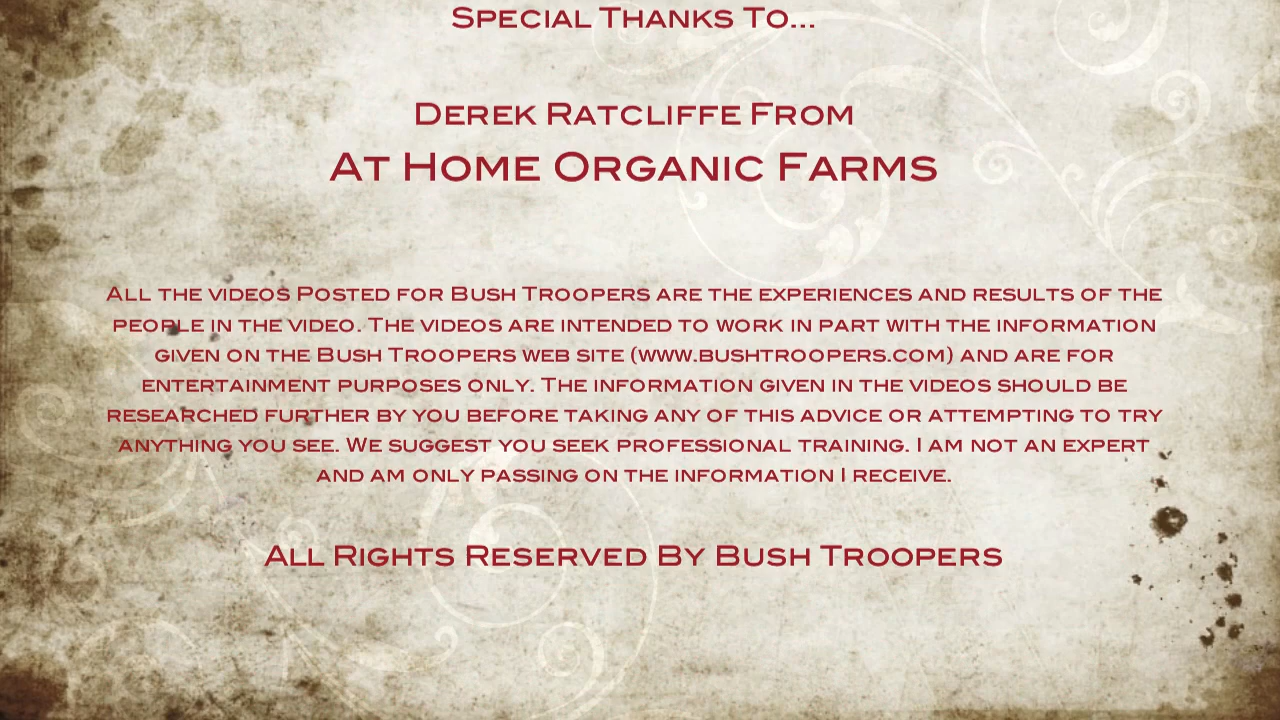 Special Thanks To...
Derek Ratcliffe From
At Home Organic Farms
All the videos Posted for Bush Troopers are the experiences and results of the
people in the video. The videos are intended to work in part with the information
given on the Bush Troopers web site (www.bushtroopers.com) and are for
entertainment purposes only. The information given in the videos should be
researched further by you before taking any of this advice or attempting to try
anything you see. We suggest you seek professional training. I am not an expert
and am only passing on the information I receive.
All Rights Reserved By Bush Troopers